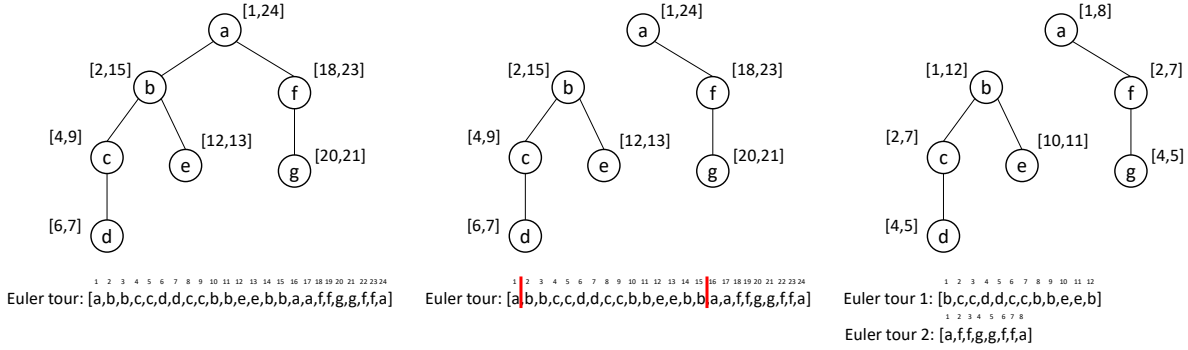 [1,24]
a
[2,15]
b
[18,23]
f
[4,9]
c
[12,13]
e
[20,21]
g
[6,7]
d
1 2 3 4 5 6 7 8 9 10 11 12 13 14 15 16 17 18 19 20 21 22 23 24
Euler tour: [a,b,b,c,c,d,d,c,c,b,b,e,e,b,b,a,a,f,f,g,g,f,f,a]
[1,24]
a
[2,15]
b
[18,23]
f
[4,9]
c
[12,13]
e
[20,21]
g
[6,7]
d
1 2 3 4 5 6 7 8 9 10 11 12 13 14 15 16 17 18 19 20 21 22 23 24
Euler tour: [a,b,b,c,c,d,d,c,c,b,b,e,e,b,b,a,a,f,f,g,g,f,f,a]
[1,8]
a
[1,12]
b
[2,7]
f
[2,7]
c
[10,11]
e
[4,5]
g
[4,5]
d
1 2 3 4 5 6 7 8 9 10 11 12
Euler tour 1: [b,c,c,d,d,c,c,b,b,e,e,b]
1 2 3 4 5 6 7 8
Euler tour 2: [a,f,f,g,g,f,f,a]